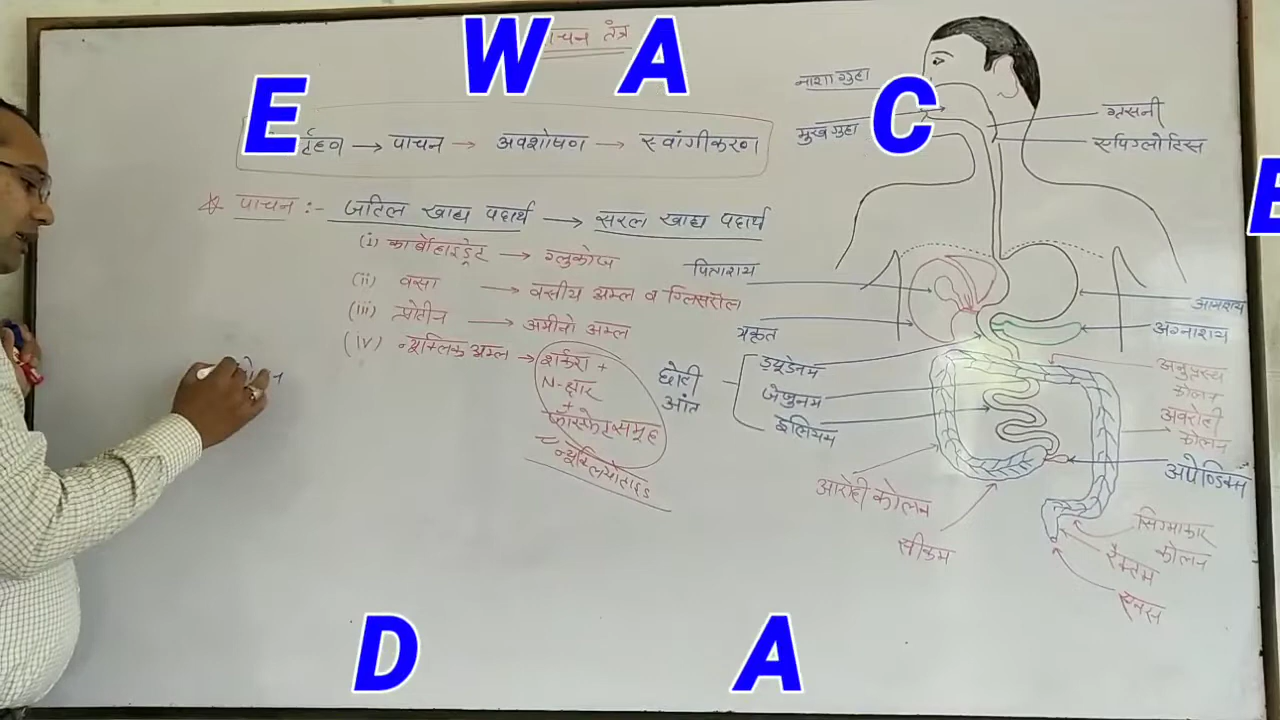 W A
ाचन तंत्र
E C
र्ग्रहण → पाचन → अवशोषण → स्वांगीकरण
पाचन :- जटिल खाद्य पदार्थ → सरल खाद्य पदार्थ
(i) कार्बोहाइड्रेट → ग्लुकोज
(ii) वसा → वसीय अम्ल व ग्लिसरॉल
(iii) प्रोटीन → अमीनो अम्ल
(iv) न्यूक्लिक अम्ल → शर्करा +
N-क्षार
+
फॉस्फेट समूह
= न्यूक्लियोटाइड
नाशा गुहा
मुख गुहा
ग्रसनी
एपिग्लोटिस
पित्ताशय
यकृत
छोटी
आंत
ड्यूडेनम
जेजुनम
इलियम
आमाशय
अग्नाशय
अनुप्रस्थ
कोलन
अवरोही
कोलन
अपेण्डिक्स
आरोही कोलन
सीकम
सिग्माकार
कोलन
रैक्टम
एनस
E
D A